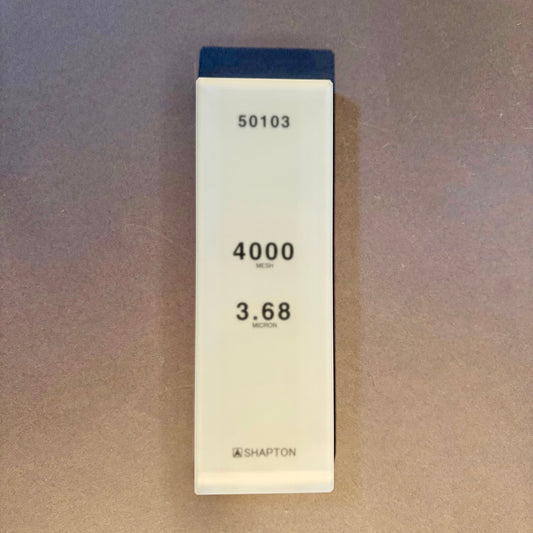 50103
4000
MESH
3.68
MICRON
SHAPTON